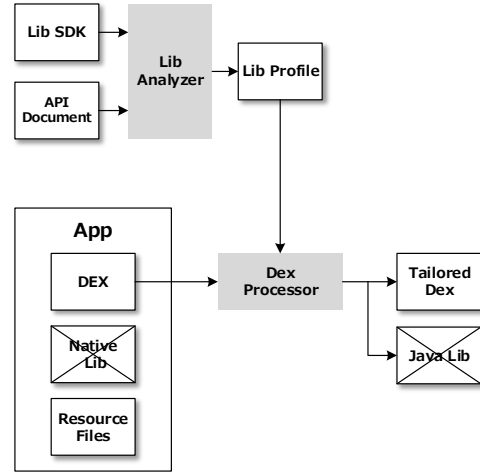 Lib SDK
Lib
Analyzer
Lib Profile
API
Document
App
DEX
Dex
Processor
Tailored
Dex
Native
Lib
Java Lib
Resource
Files